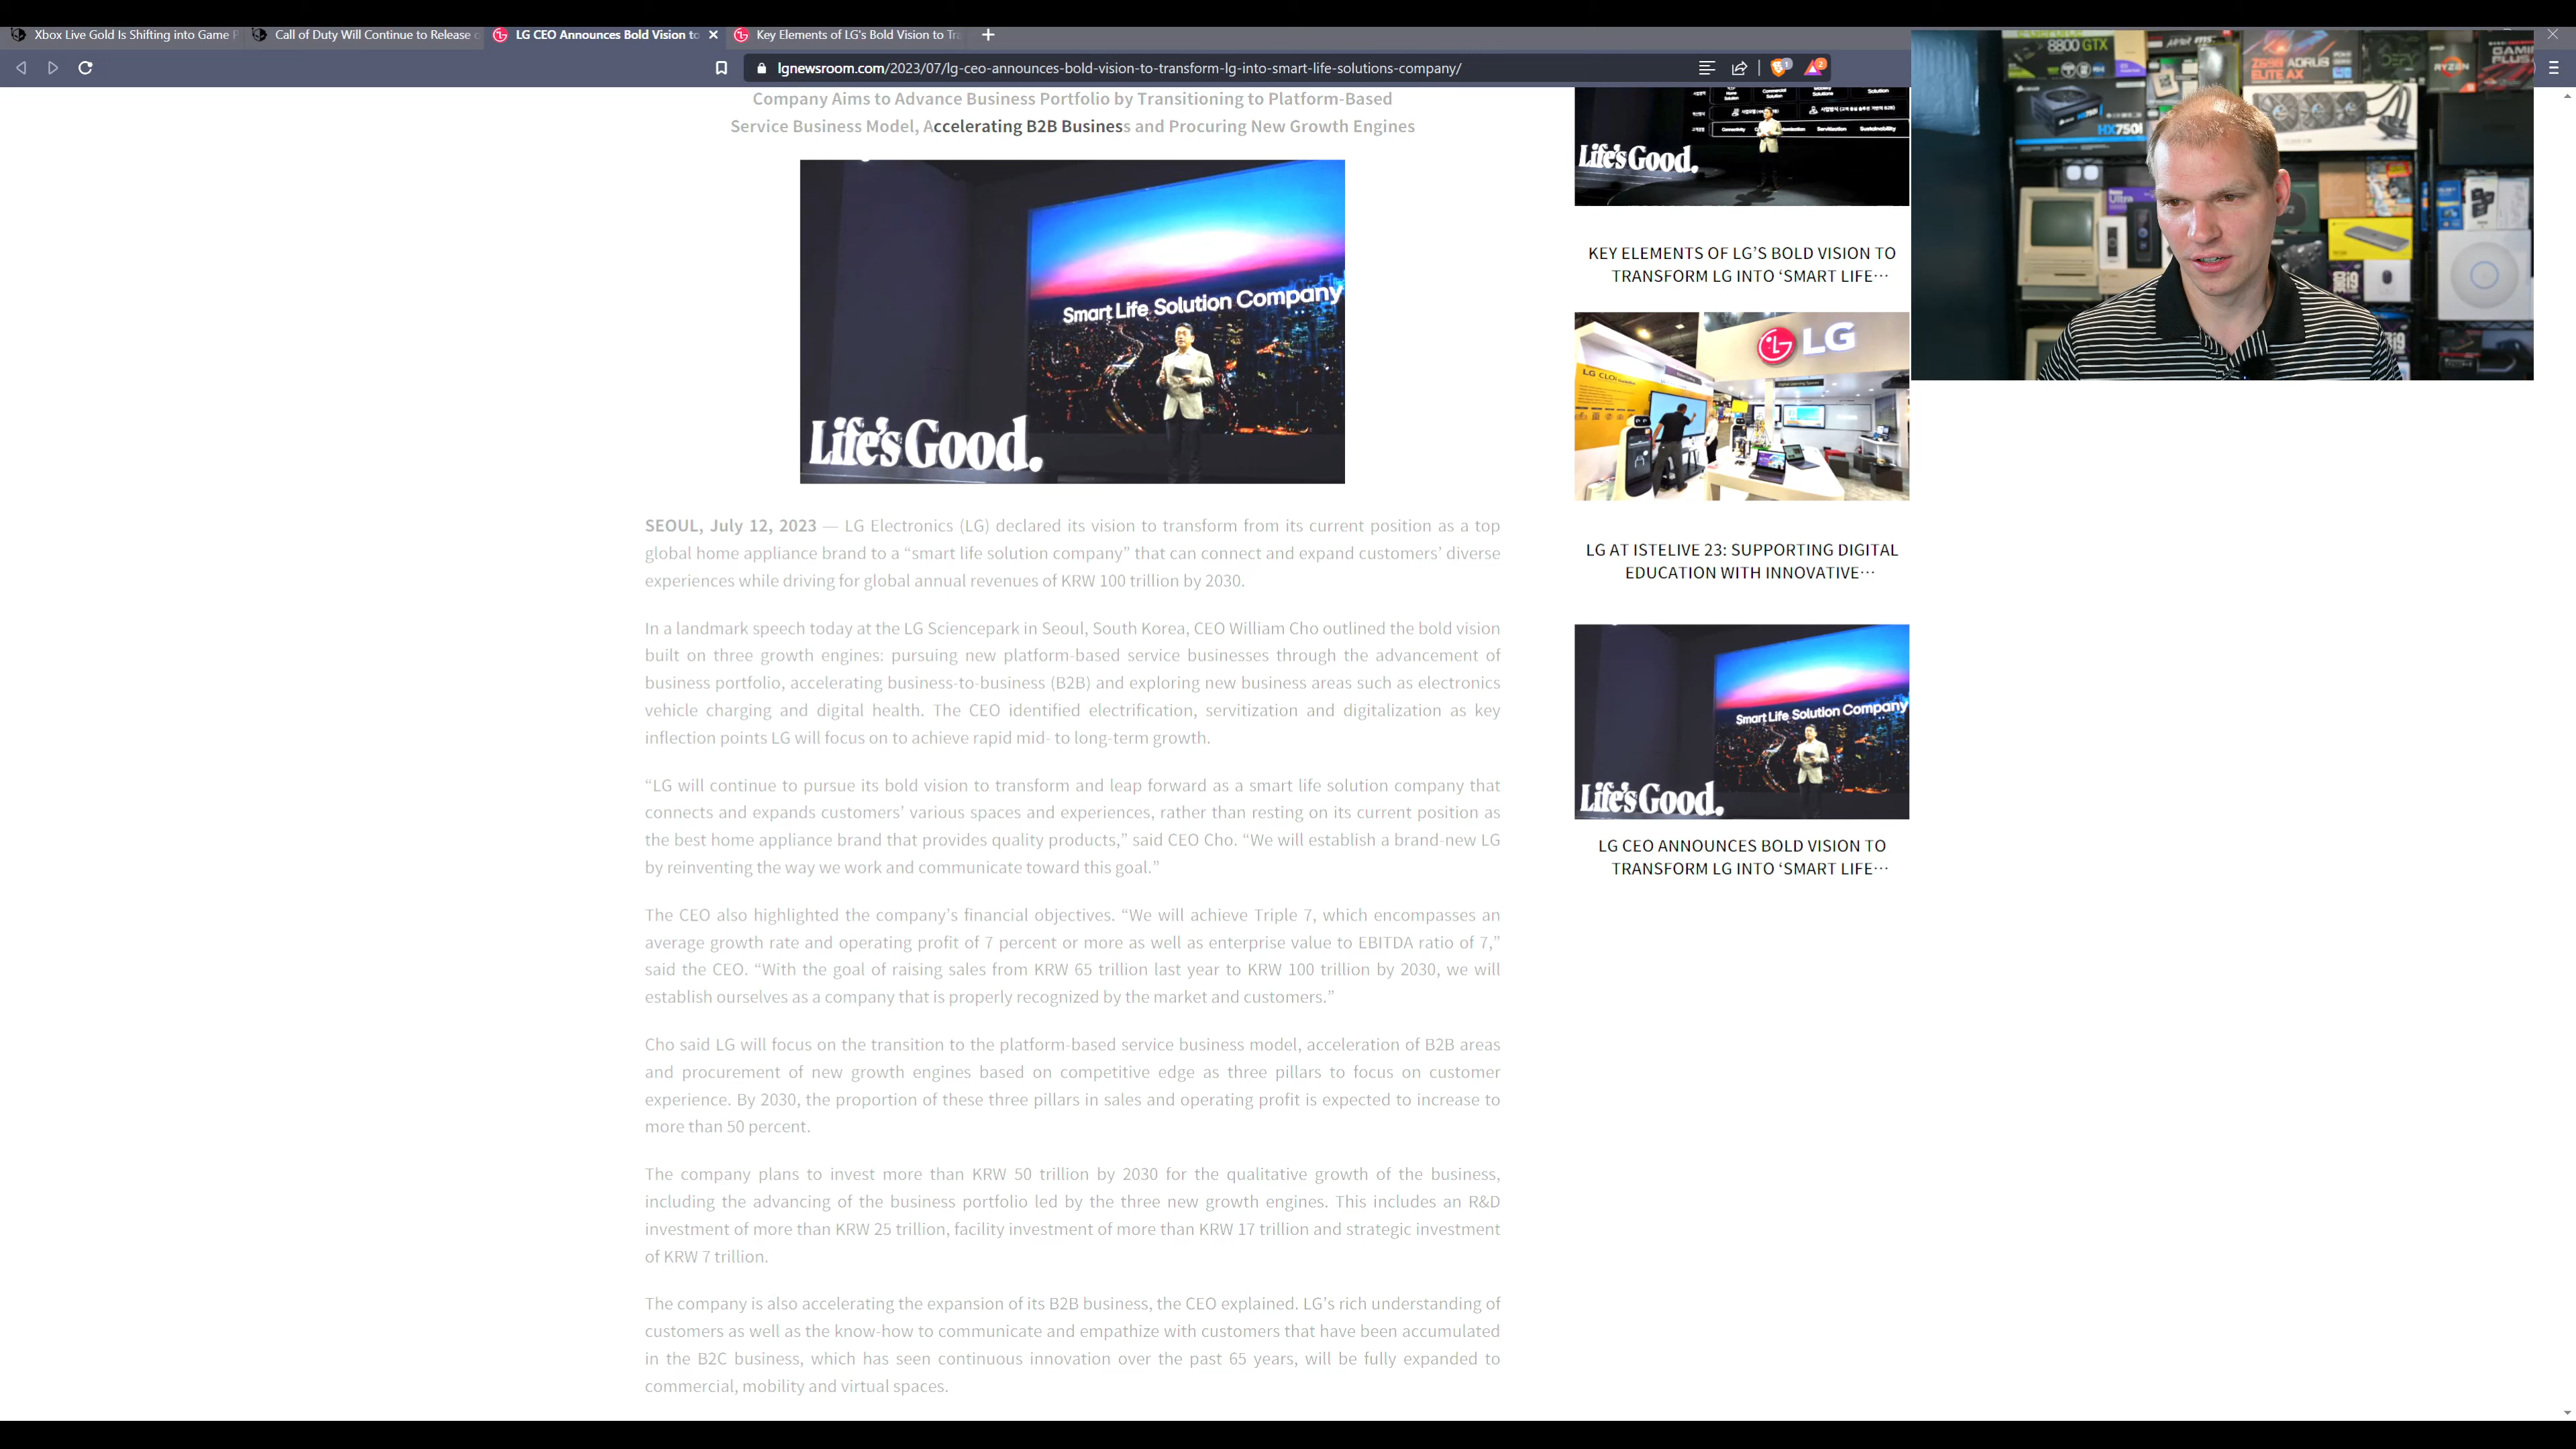 Xbox Live Gold Is Shifting into Game P
Call of Duty Will Continue to Release o
LG CEO Announces Bold Vision to
Key Elements of LG's Bold Vision to Tra
lgnewsroom.com/2023/07/lg-ceo-announces-bold-vision-to-transform-lg-into-smart-life-solutions-company/
Company Aims to Advance Business Portfolio by Transitioning to Platform-Based
Service Business Model, Accelerating B2B Business and Procuring New Growth Engines
Smart Life Solution Company
Life's Good.
SEOUL, July 12, 2023 — LG Electronics (LG) declared its vision to transform from its current position as a top
global home appliance brand to a “smart life solution company” that can connect and expand customers’ diverse
experiences while driving for global annual revenues of KRW 100 trillion by 2030.
In a landmark speech today at the LG Sciencepark in Seoul, South Korea, CEO William Cho outlined the bold vision
built on three growth engines: pursuing new platform-based service businesses through the advancement of
business portfolio, accelerating business-to-business (B2B) and exploring new business areas such as electronics
vehicle charging and digital health. The CEO identified electrification, servitization and digitalization as key
inflection points LG will focus on to achieve rapid mid- to long-term growth.
“LG will continue to pursue its bold vision to transform and leap forward as a smart life solution company that
connects and expands customers’ various spaces and experiences, rather than resting on its current position as
the best home appliance brand that provides quality products,” said CEO Cho. “We will establish a brand-new LG
by reinventing the way we work and communicate toward this goal.”
The CEO also highlighted the company’s financial objectives. “We will achieve Triple 7, which encompasses an
average growth rate and operating profit of 7 percent or more as well as enterprise value to EBITDA ratio of 7,”
said the CEO. “With the goal of raising sales from KRW 65 trillion last year to KRW 100 trillion by 2030, we will
establish ourselves as a company that is properly recognized by the market and customers.”
Cho said LG will focus on the transition to the platform-based service business model, acceleration of B2B areas
and procurement of new growth engines based on competitive edge as three pillars to focus on customer
experience. By 2030, the proportion of these three pillars in sales and operating profit is expected to increase to
more than 50 percent.
The company plans to invest more than KRW 50 trillion by 2030 for the qualitative growth of the business,
including the advancing of the business portfolio led by the three new growth engines. This includes an R&D
investment of more than KRW 25 trillion, facility investment of more than KRW 17 trillion and strategic investment
of KRW 7 trillion.
The company is also accelerating the expansion of its B2B business, the CEO explained. LG’s rich understanding of
customers as well as the know-how to communicate and empathize with customers that have been accumulated
in the B2C business, which has seen continuous innovation over the past 65 years, will be fully expanded to
commercial, mobility and virtual spaces.
Connectivity
Servitization
Sustainability
Life's Good.
KEY ELEMENTS OF LG’S BOLD VISION TO
TRANSFORM LG INTO ‘SMART LIFE…
LG
LG CLOi
LG AT ISTELIVE 23: SUPPORTING DIGITAL
EDUCATION WITH INNOVATIVE…
Smart Life Solution Company
Life's Good.
LG CEO ANNOUNCES BOLD VISION TO
TRANSFORM LG INTO ‘SMART LIFE…
8800 GTX
HX750i
Z690 AORUS
ELITE AX
RYZEN
Ultra
i9